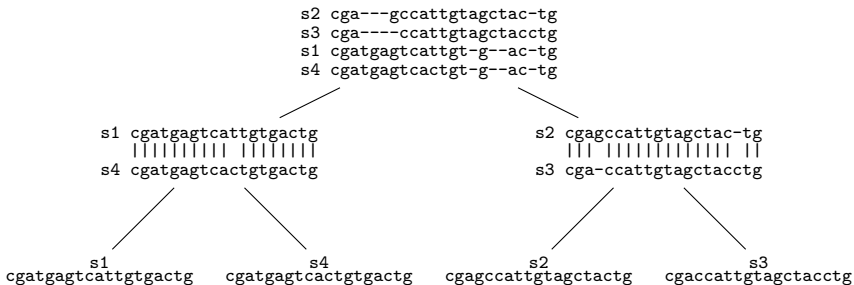 s2 cga---gccattgtagctac-tg
s3 cga----ccattgtagctacctg
s1 cgatgagtcattgt-g--ac-tg
s4 cgatgagtcactgt-g--ac-tg
s1 cgatgagtcattgtgactg
s2 cgagccattgtagctac-tg
|||||||||| ||||||||
||| |||||||||||||| ||
s4 cgatgagtcactgtgactg
s3 cga-ccattgtagctacctg
s1
s4
s2
s3
cgatgagtcattgtgactg
cgatgagtcactgtgactg
cgagccattgtagctactg
cgaccattgtagctacctg